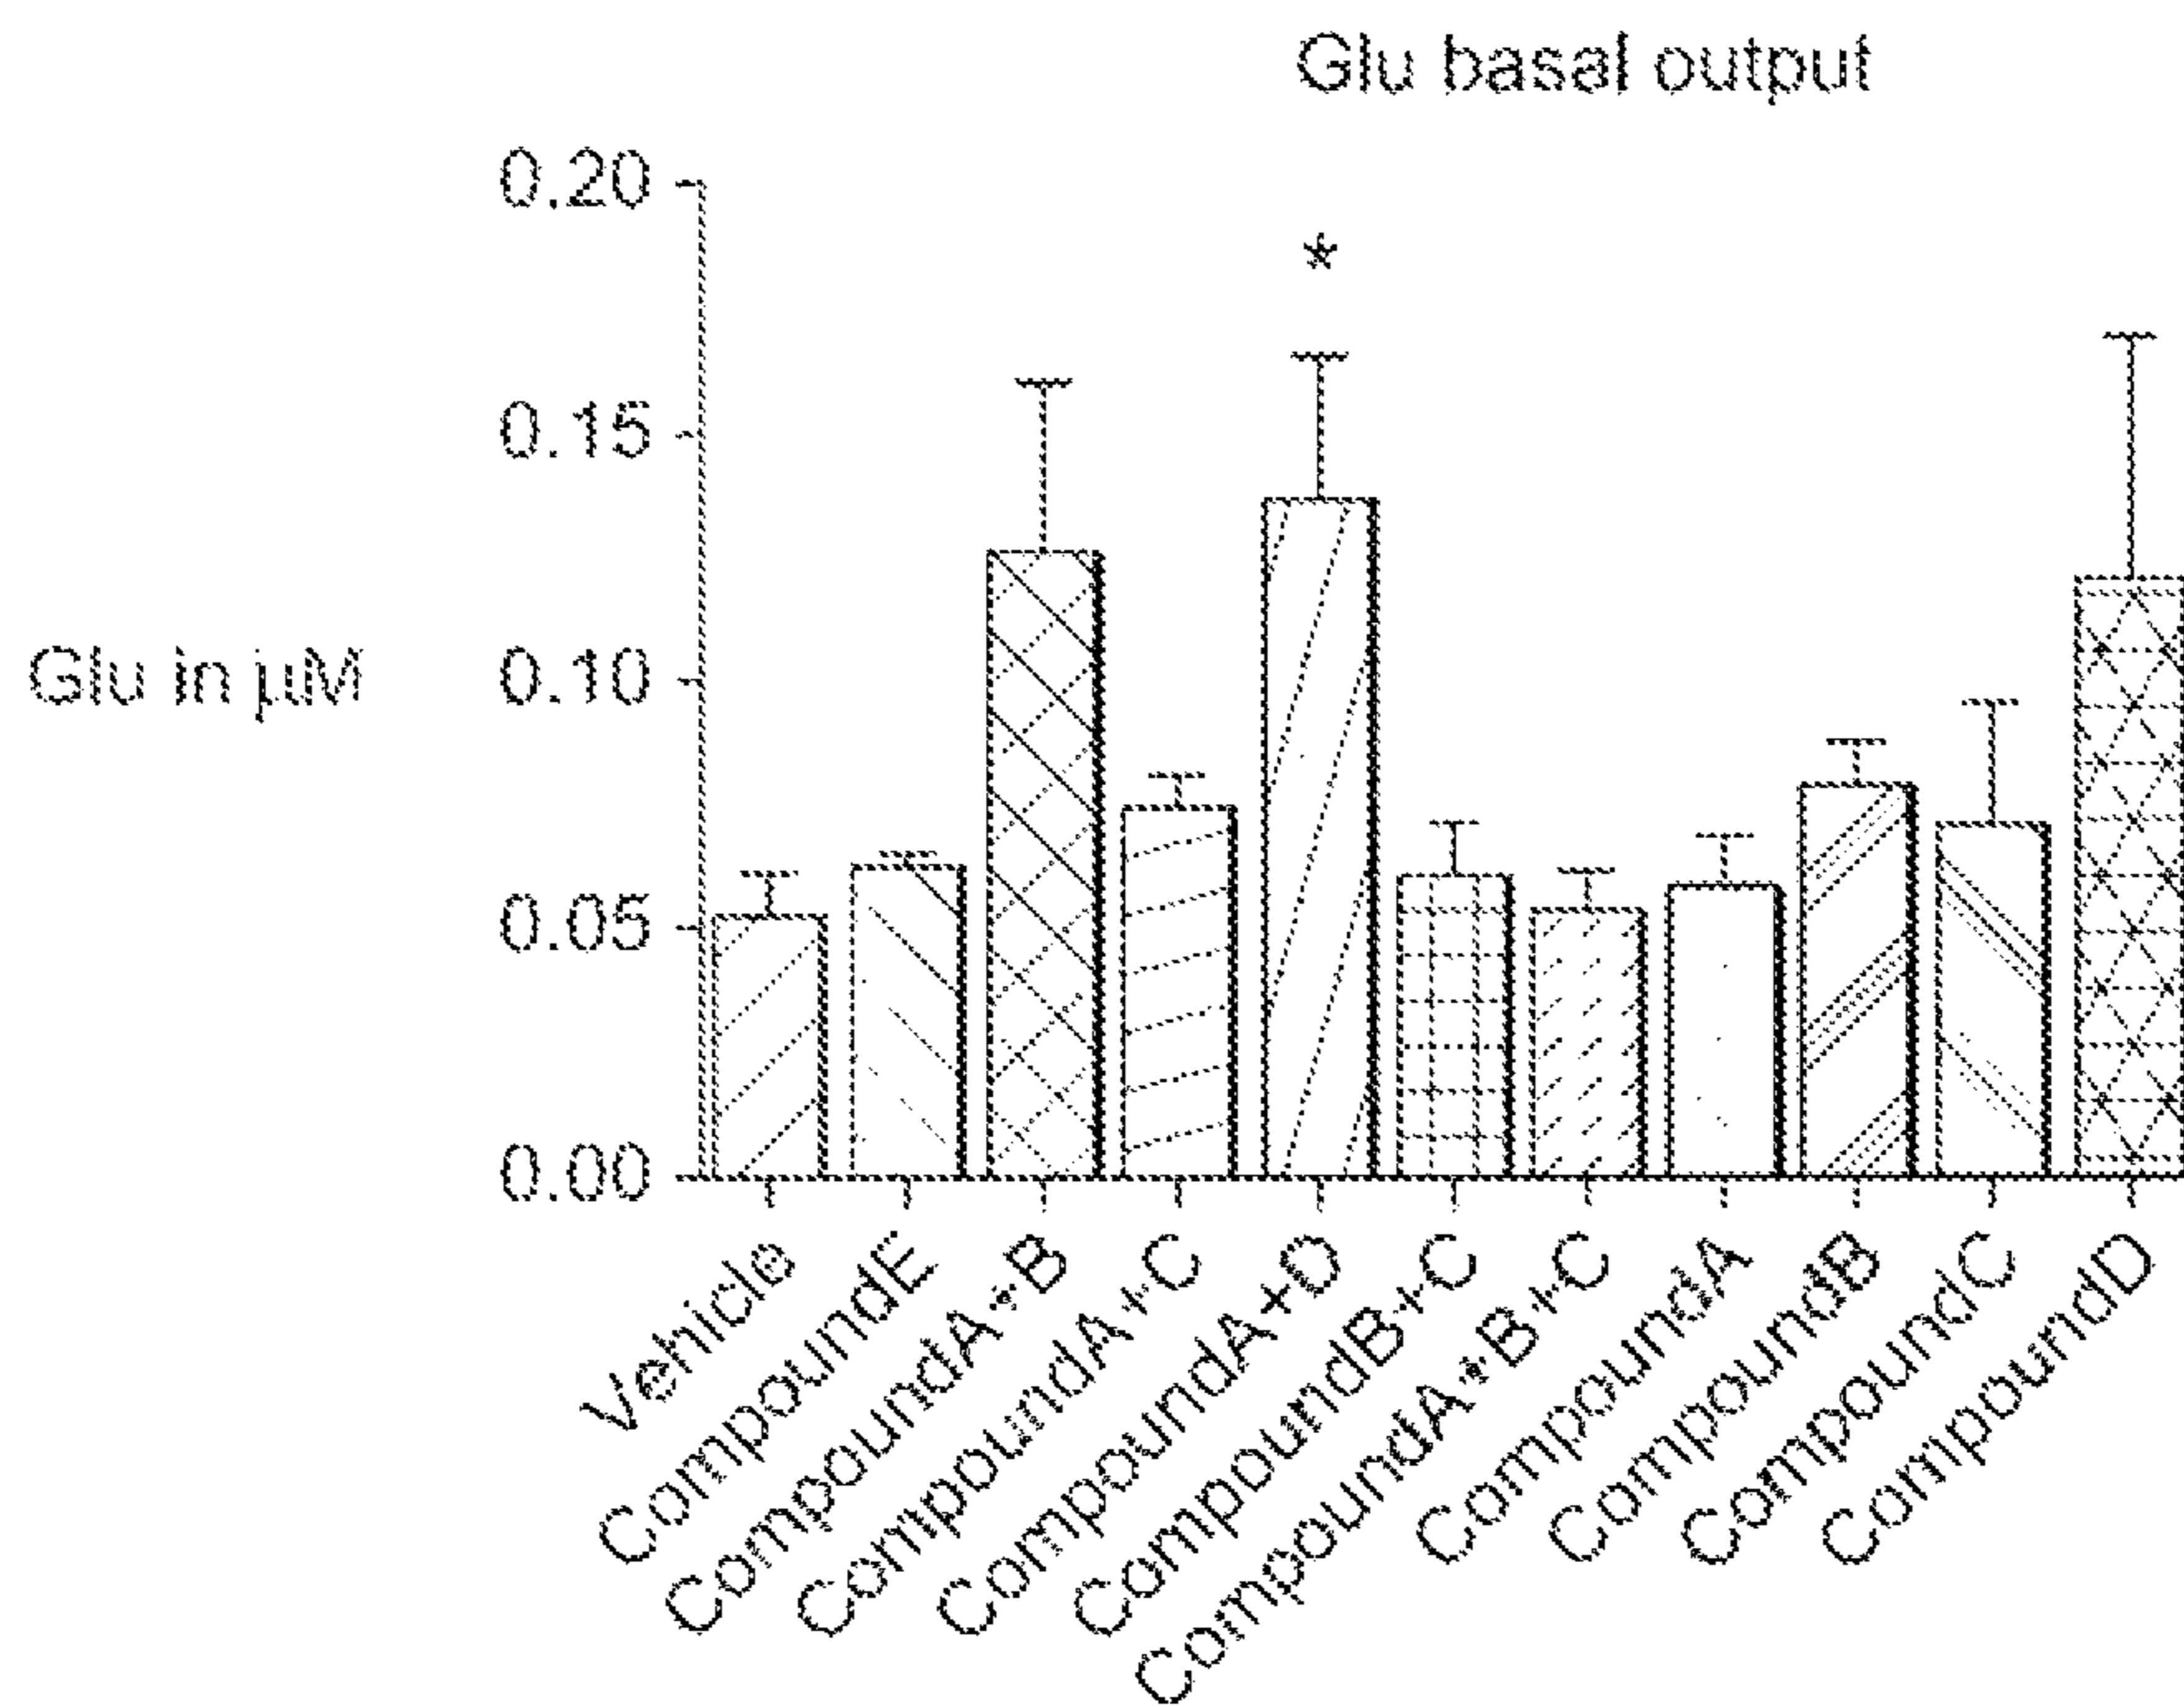 Glu basal output
0.20
*
0.15
Glu in µM
0.10
0.05
0.00
Vehicle
CompoundE
CompoundA+B
CompoundA+C
CompoundA+D
CompoundB+C
CompoundA+B+C
CompoundA
CompoundB
CompoundC
CompoundD